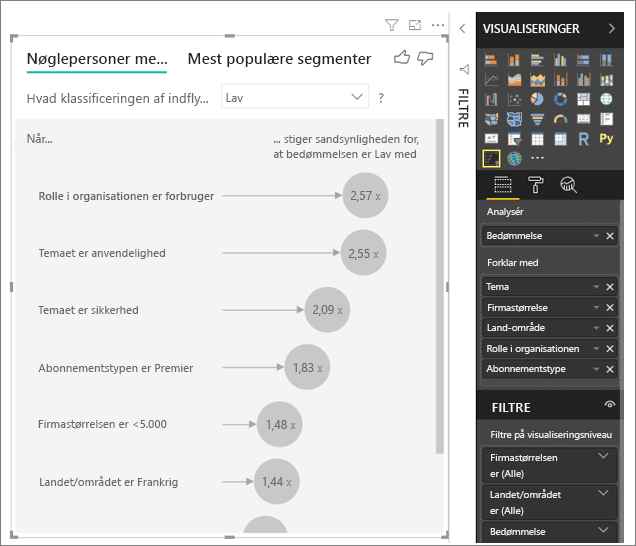 Nøglepersoner me...
Mest populære segmenter
Hvad klassificeringen af indfly...
Lav
?
Når...
... stiger sandsynligheden for,
at bedømmelsen er Lav med
Rolle i organisationen er forbruger
2,57 x
Temaet er anvendelighed
2,55 x
Temaet er sikkerhed
2,09 x
Abonnementstypen er Premier
1,83 x
Firmastørrelsen er <5.000
1,48 x
Landet/området er Frankrig
1,44 x
FILTRE
VISUALISERINGER
R
Py
Analysér
Bedømmelse
Forklar med
Tema
Firmastørrelse
Land-område
Rolle i organisationen
Abonnementstype
FILTRE
Filtre på visualiseringsniveau
Firmastørrelsen
er (Alle)
Landet/området
er (Alle)
Bedømmelse